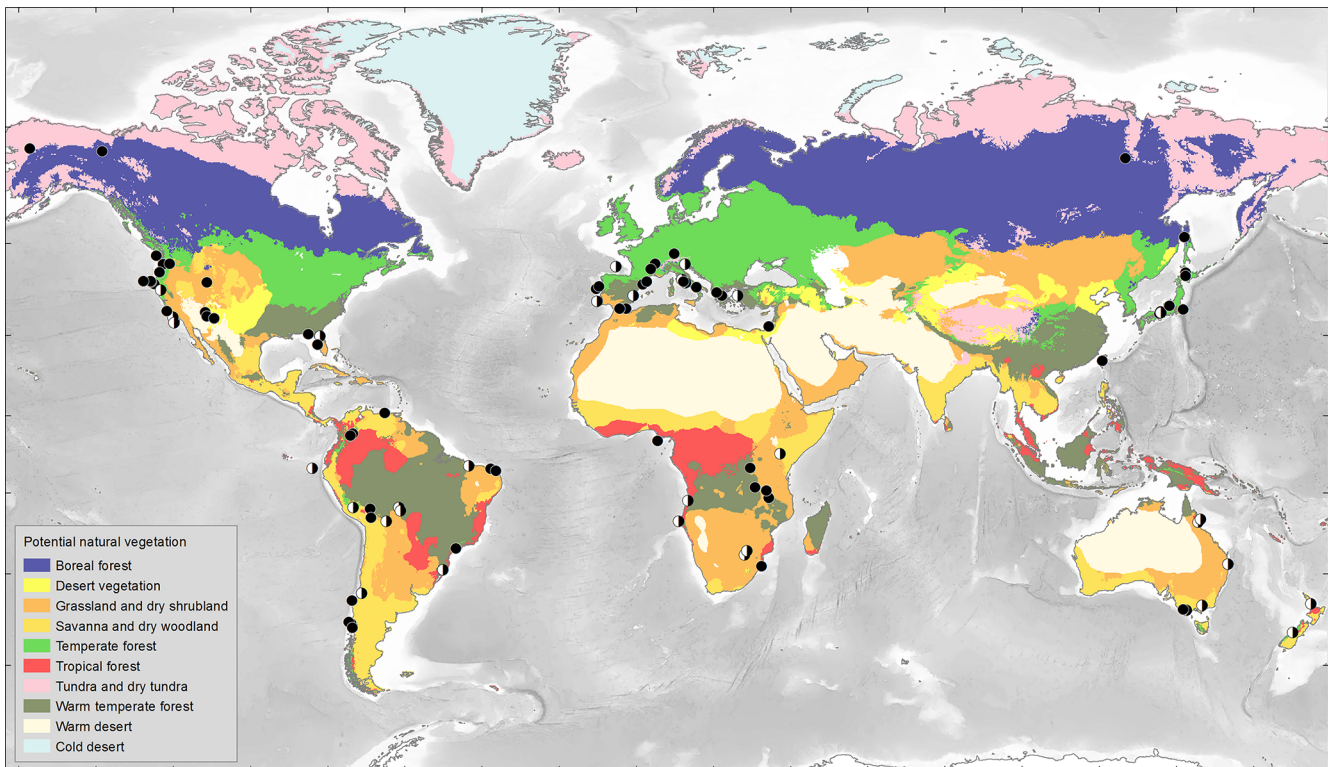 Potential natural vegetation
Boreal forest
Desert vegetation
Grassland and dry shrubland
Savanna and dry woodland
Temperate forest
Tropical forest
Tundra and dry tundra
Warm temperate forest
Warm desert
Cold desert